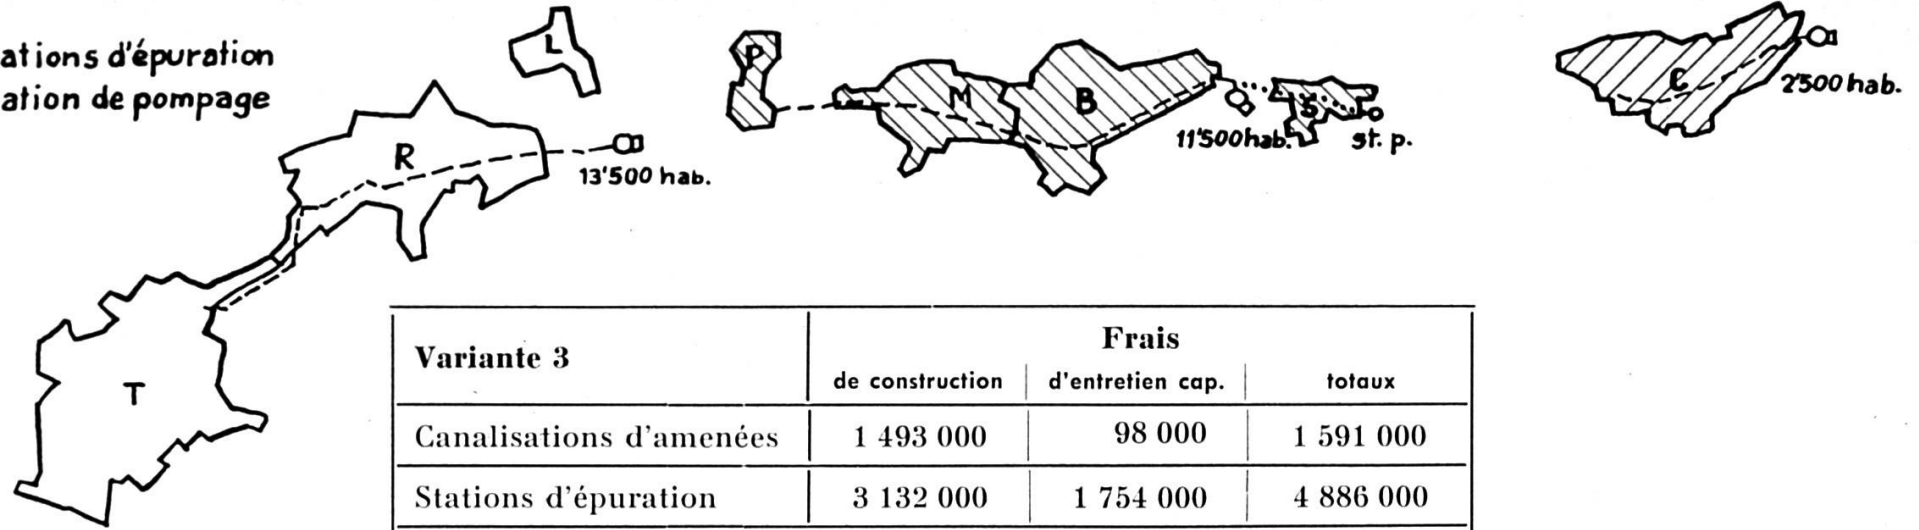 ations d'épuration
ation de pompage
L
P
M
B
S
C
2'500 hab.
11'500 hab.
st. p.
R
13'500 hab.
T
Variante 3
Frais
de construction
d'entretien cap.
totaux
Canalisations d'amenées 1 493 000 98 000 1 591 000
Stations d'épuration 3 132 000 1 754 000 4 886 000